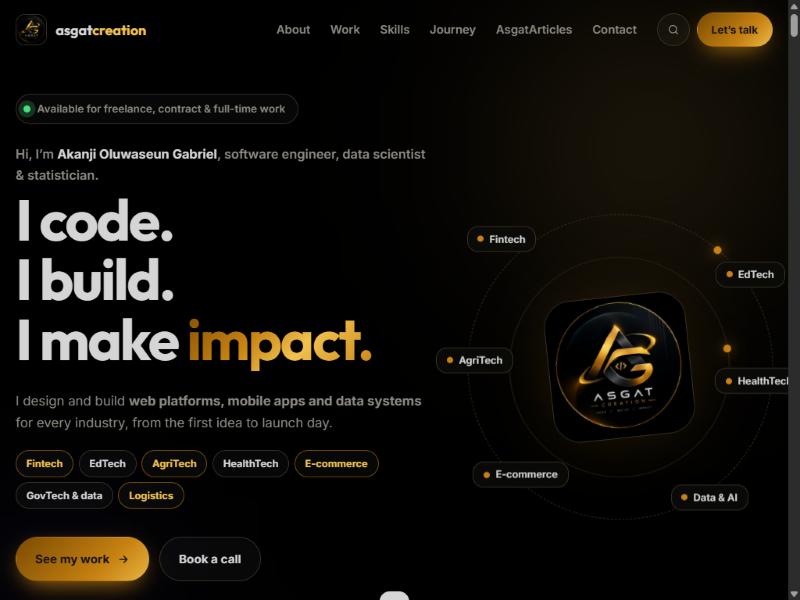 asgatcreation
About
Work
Skills
Journey
AsgatArticles
Contact
Let's talk
Available for freelance, contract & full-time work
Hi, I'm Akanji Oluwaseun Gabriel, software engineer, data scientist
& statistician.
I code.
I build.
I make impact.
I design and build web platforms, mobile apps and data systems
for every industry, from the first idea to launch day.
Fintech
EdTech
AgriTech
HealthTech
E-commerce
GovTech & data
Logistics
See my work →
Book a call
Fintech
EdTech
AgriTech
HealthTech
E-commerce
Data & AI
ASGAT
CREATION